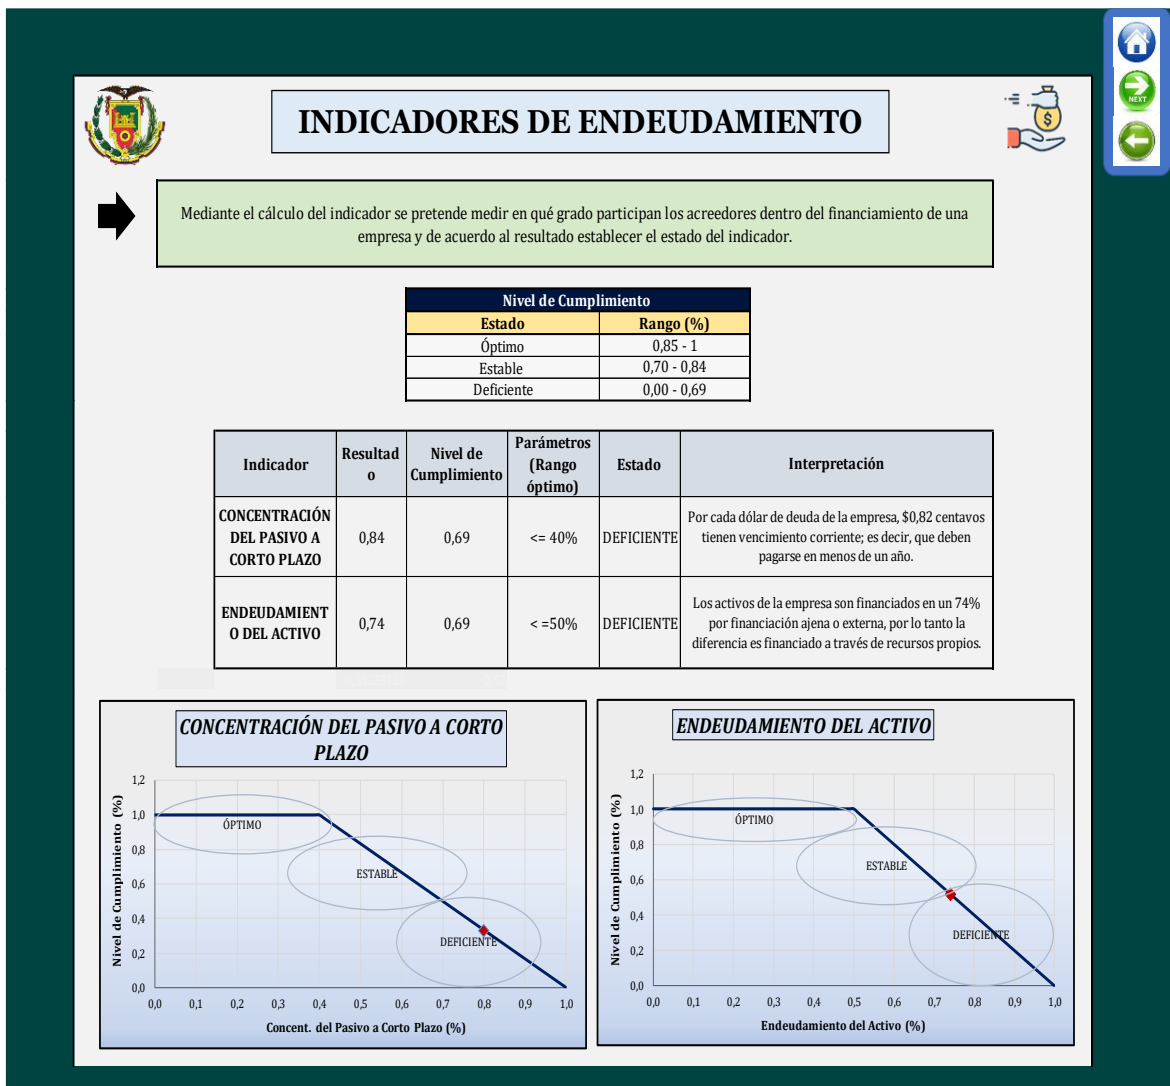 NEXT
INDICADORES DE ENDEUDAMIENTO
Mediante el cálculo del indicador se pretende medir en qué grado participan los acreedores dentro del financiamiento de una
empresa y de acuerdo al resultado establecer el estado del indicador.
Nivel de Cumplimiento
Estado Rango (%)
Óptimo 0,85 - 1
Estable 0,70 - 0,84
Deficiente 0,00 - 0,69
Indicador
Resultad
o
Nivel de
Cumplimiento
Parámetros
(Rango
óptimo)
Estado
Interpretación
CONCENTRACIÓN
DEL PASIVO A
CORTO PLAZO
0,84
0,69
<= 40%
DEFICIENTE
Por cada dólar de deuda de la empresa, $0,82 centavos
tienen vencimiento corriente; es decir, que deben
pagarse en menos de un año.
ENDEUDAMIENT
O DEL ACTIVO
0,74
0,69
< =50%
DEFICIENTE
Los activos de la empresa son financiados en un 74%
por financiación ajena o externa, por lo tanto la
diferencia es financiado a través de recursos propios.
CONCENTRACIÓN DEL PASIVO A CORTO
PLAZO
Nivel de Cumplimiento (%)
1,2
1,0
0,8
0,6
0,4
0,2
0,0
ÓPTIMO
ESTABLE
DEFICIENTE
0,0 0,1 0,2 0,3 0,4 0,5 0,6 0,7 0,8 0,9 1,0
Concent. del Pasivo a Corto Plazo (%)
ENDEUDAMIENTO DEL ACTIVO
Nivel de Cumplimiento (%)
1,2
1,0
0,8
0,6
0,4
0,2
0,0
ÓPTIMO
ESTABLE
DEFICIENTE
0,0 0,1 0,2 0,3 0,4 0,5 0,6 0,7 0,8 0,9 1,0
Endeudamiento del Activo (%)